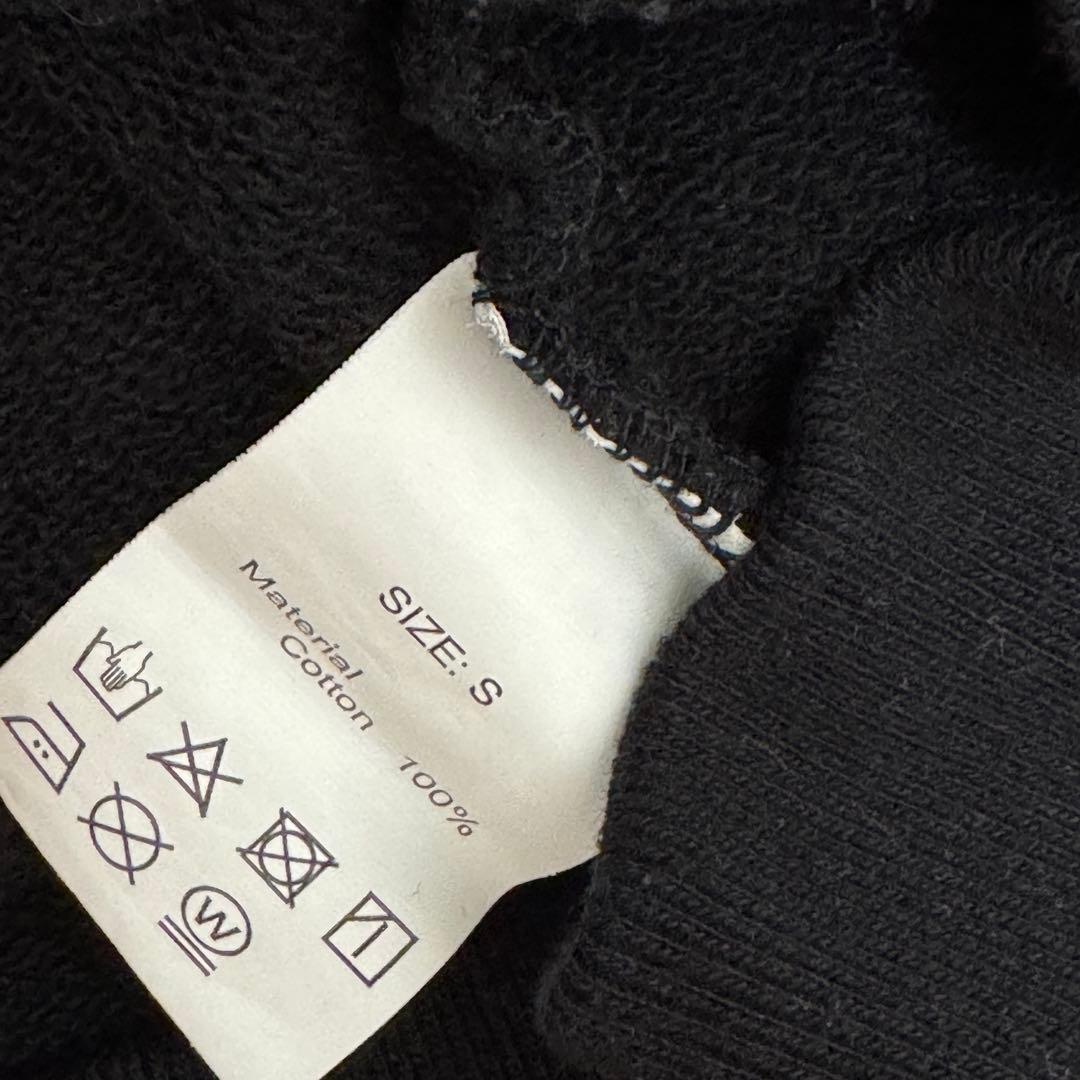 SIZE: S
Material
Cotton 100%
W